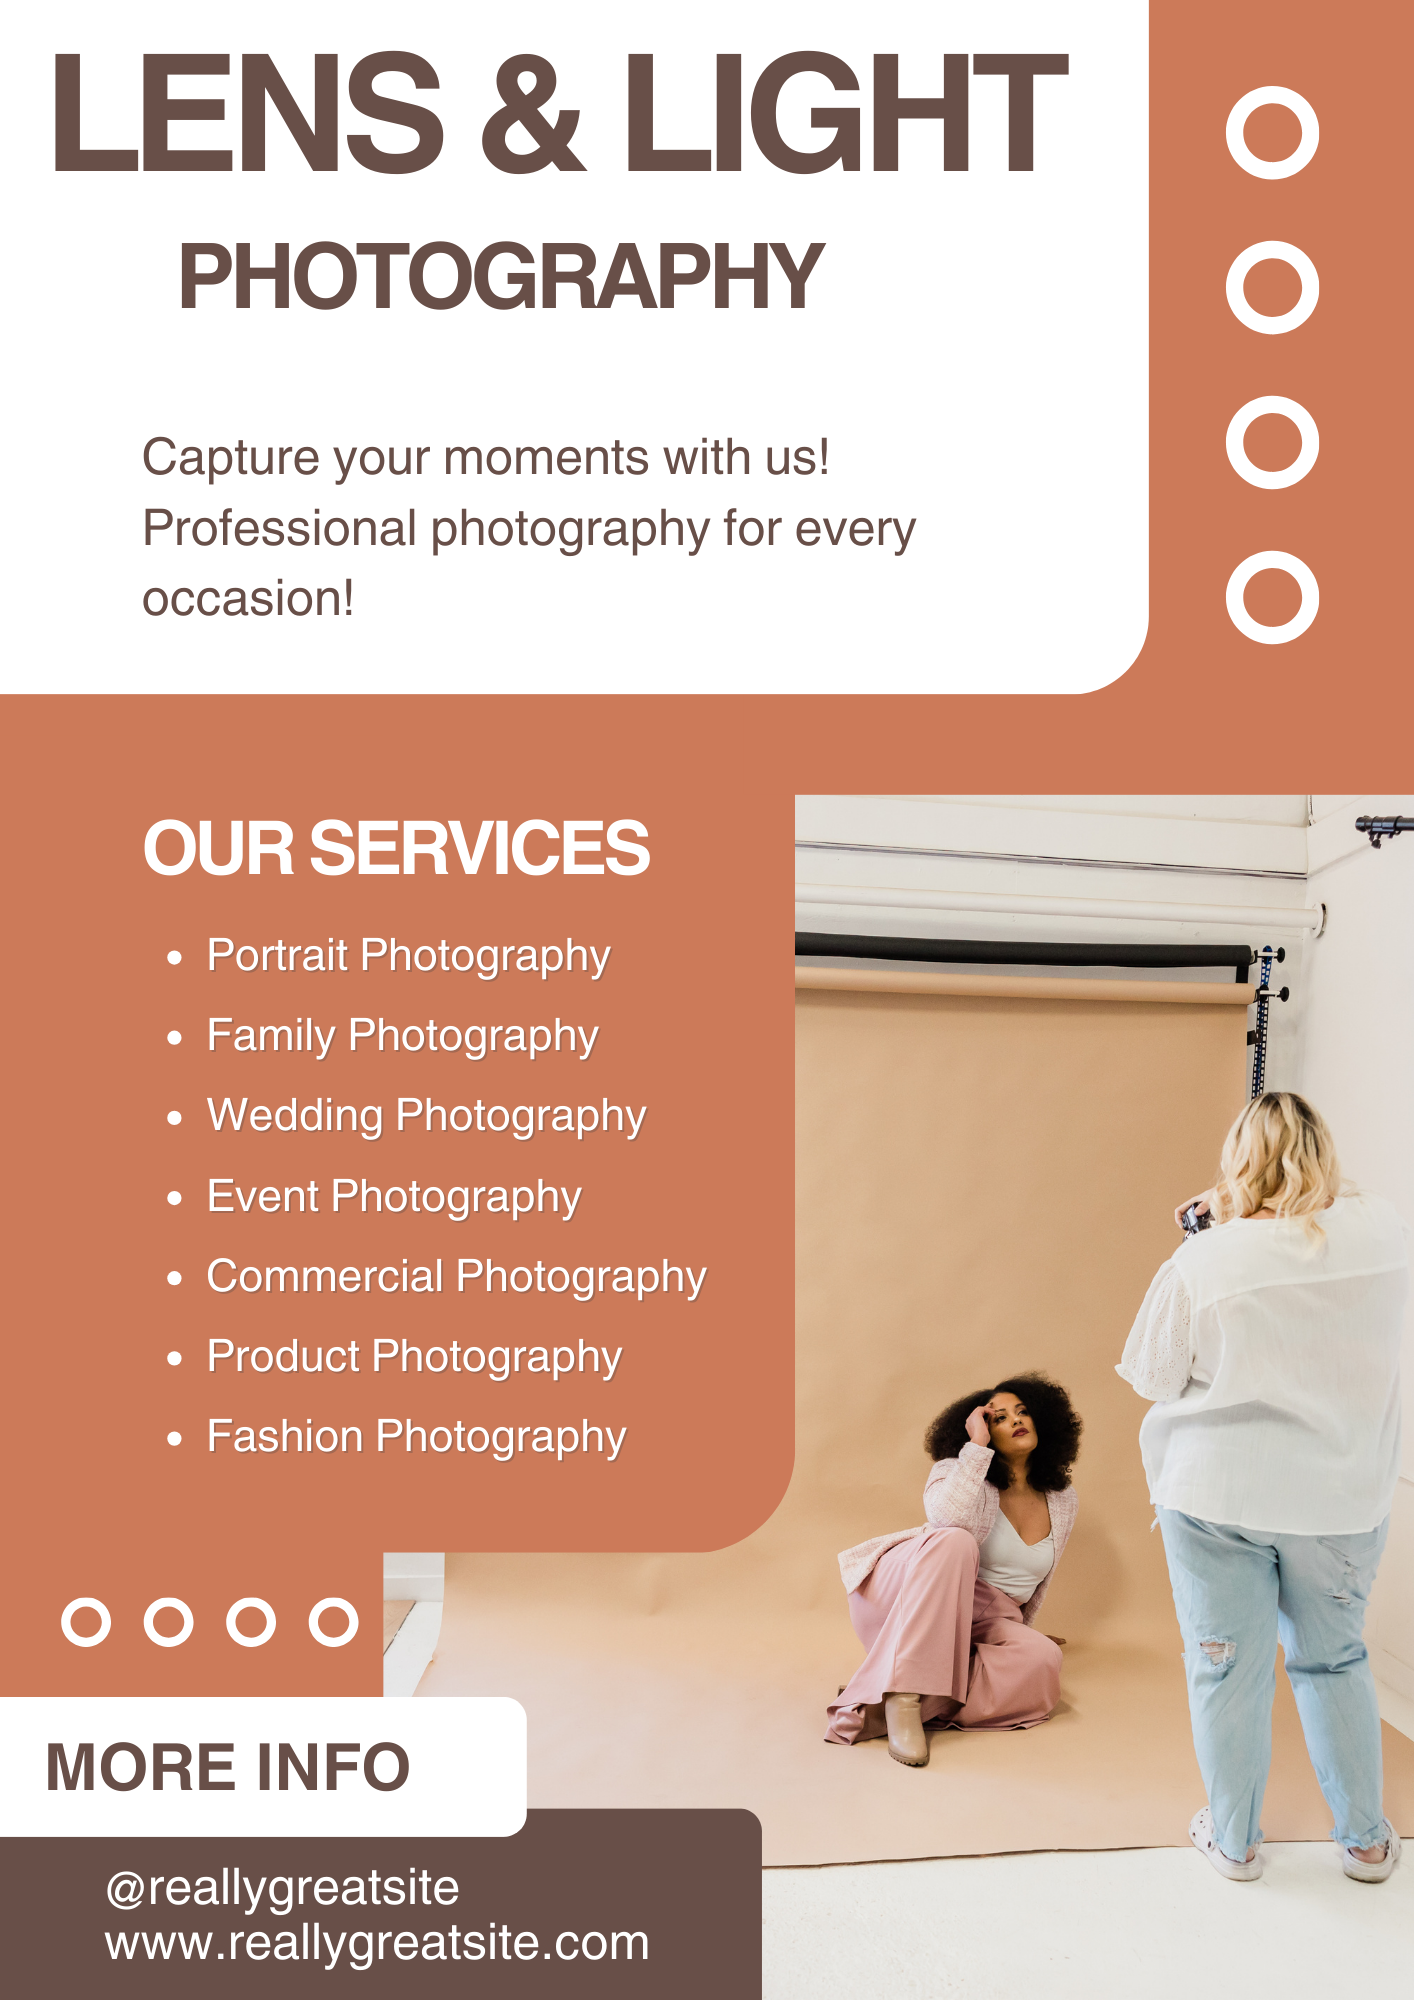 LENS & LIGHT
PHOTOGRAPHY
Capture your moments with us!
Professional photography for every
occasion!
OUR SERVICES
• Portrait Photography
• Family Photography
• Wedding Photography
• Event Photography
• Commercial Photography
• Product Photography
• Fashion Photography
MORE INFO
@reallygreatsite
www.reallygreatsite.com